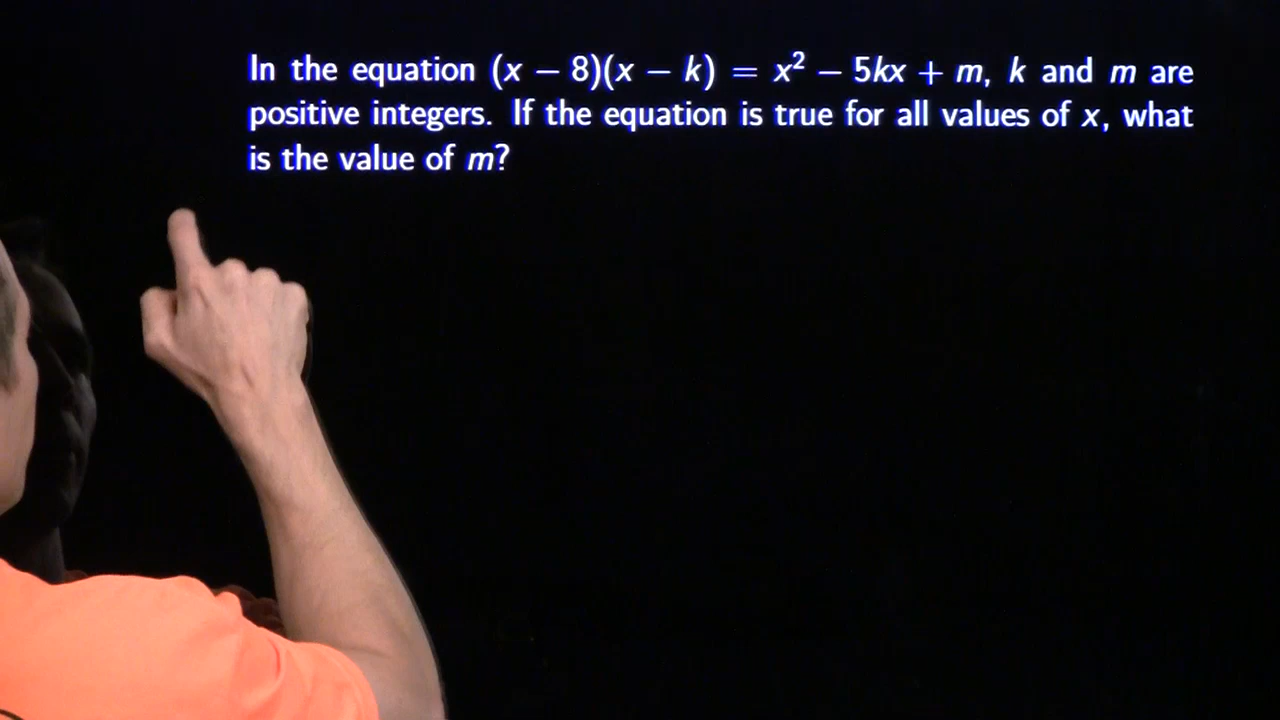 In the equation (x − 8)(x − k) = x² − 5kx + m, k and m are
positive integers. If the equation is true for all values of x, what
is the value of m?